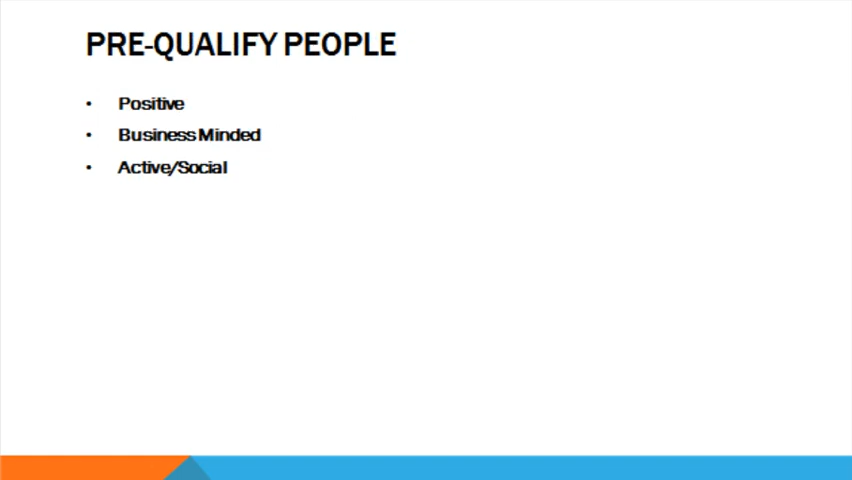 PRE-QUALIFY PEOPLE
• Positive
• Business Minded
• Active/Social